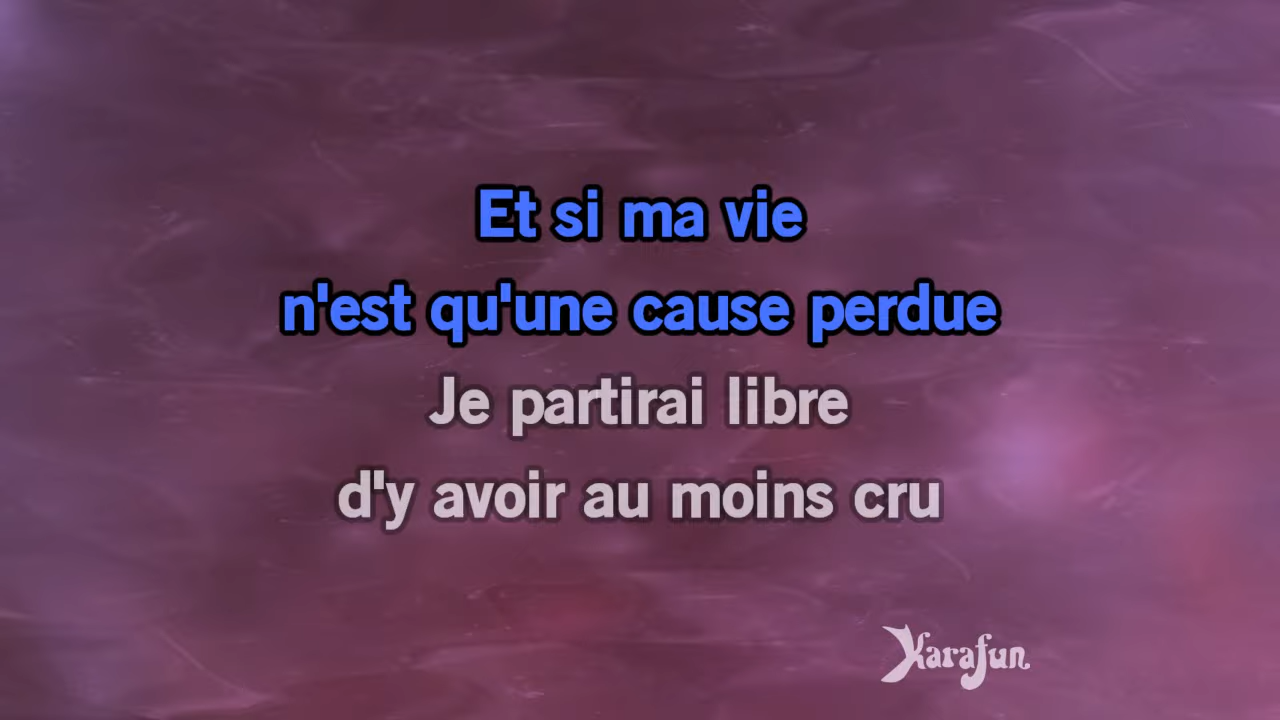 Et si ma vie
n'est qu'une cause perdue
Je partirai libre
d'y avoir au moins cru
Karafun